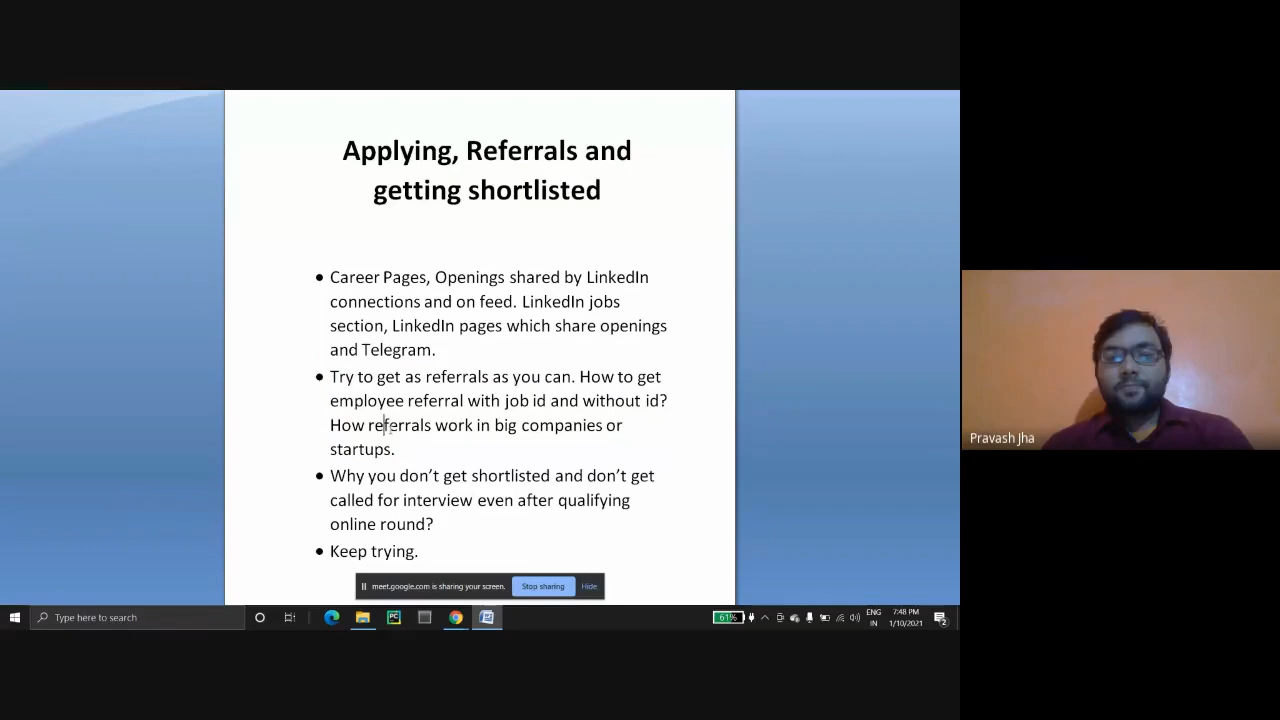 Applying, Referrals and
getting shortlisted
● Career Pages, Openings shared by LinkedIn
connections and on feed. LinkedIn jobs
section, LinkedIn pages which share openings
and Telegram.
● Try to get as referrals as you can. How to get
employee referral with job id and without id?
How referrals work in big companies or
startups.
● Why you don’t get shortlisted and don’t get
called for interview even after qualifying
online round?
● Keep trying.
meet.google.com is sharing your screen. Stop sharing Hide
Pravash Jha
Type here to search
PC
61%
ENG
IN
7:48 PM
1/10/2021
2